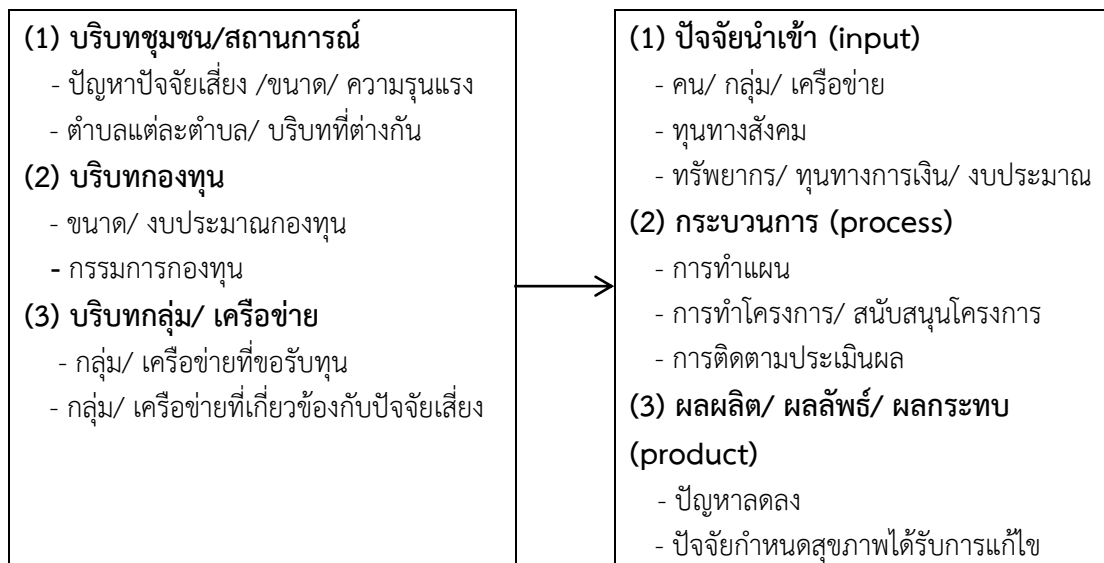 (1) บริบทชุมชน/สถานการณ์
- ปัญหาปัจจัยเสี่ยง /ขนาด/ ความรุนแรง
- ตำบลแต่ละตำบล/ บริบทที่ต่างกัน
(2) บริบทกองทุน
- ขนาด/ งบประมาณกองทุน
- กรรมการกองทุน
(3) บริบทกลุ่ม/ เครือข่าย
- กลุ่ม/ เครือข่ายที่ขอรับทุน
- กลุ่ม/ เครือข่ายที่เกี่ยวข้องกับปัจจัยเสี่ยง
(1) ปัจจัยนำเข้า (input)
- คน/ กลุ่ม/ เครือข่าย
- ทุนทางสังคม
- ทรัพยากร/ ทุนทางการเงิน/ งบประมาณ
(2) กระบวนการ (process)
- การทำแผน
- การทำโครงการ/ สนับสนุนโครงการ
- การติดตามประเมินผล
(3) ผลผลิต/ ผลลัพธ์/ ผลกระทบ
(product)
- ปัญหาลดลง
- ปัจจัยกำหนดสุขภาพได้รับการแก้ไข